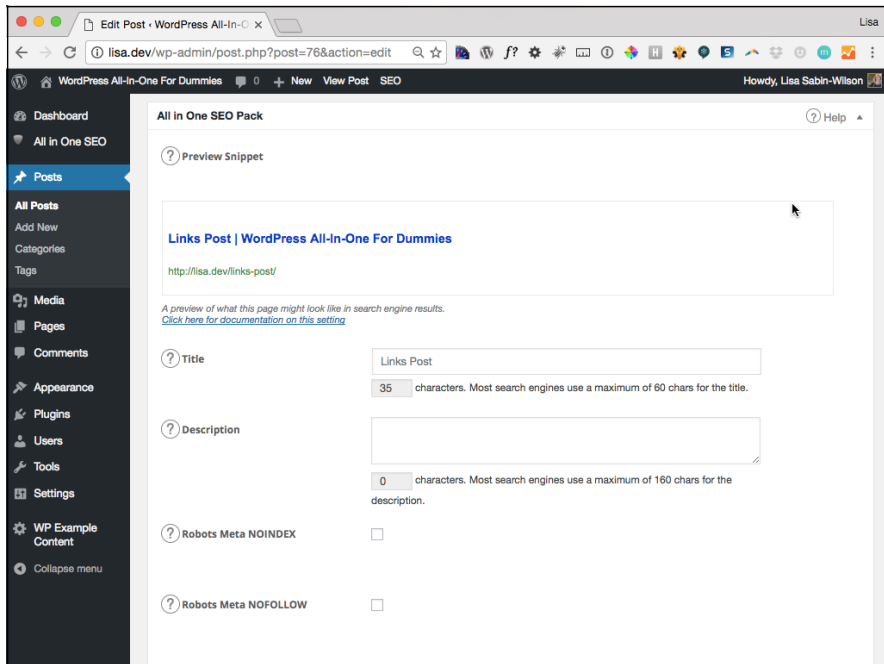 Edit Post ‹ WordPress All-In-O
Lisa
lisa.dev/wp-admin/post.php?post=76&action=edit
WordPress All-In-One For Dummies 0 + New View Post SEO
Howdy, Lisa Sabin-Wilson
Dashboard
All in One SEO
Posts
All Posts
Add New
Categories
Tags
Media
Pages
Comments
Appearance
Plugins
Users
Tools
Settings
WP Example
Content
Collapse menu
All in One SEO Pack
? Help
? Preview Snippet
Links Post | WordPress All-In-One For Dummies
http://lisa.dev/links-post/
A preview of what this page might look like in search engine results.
Click here for documentation on this setting
? Title
Links Post
35 characters. Most search engines use a maximum of 60 chars for the title.
? Description
0 characters. Most search engines use a maximum of 160 chars for the
description.
? Robots Meta NOINDEX
? Robots Meta NOFOLLOW